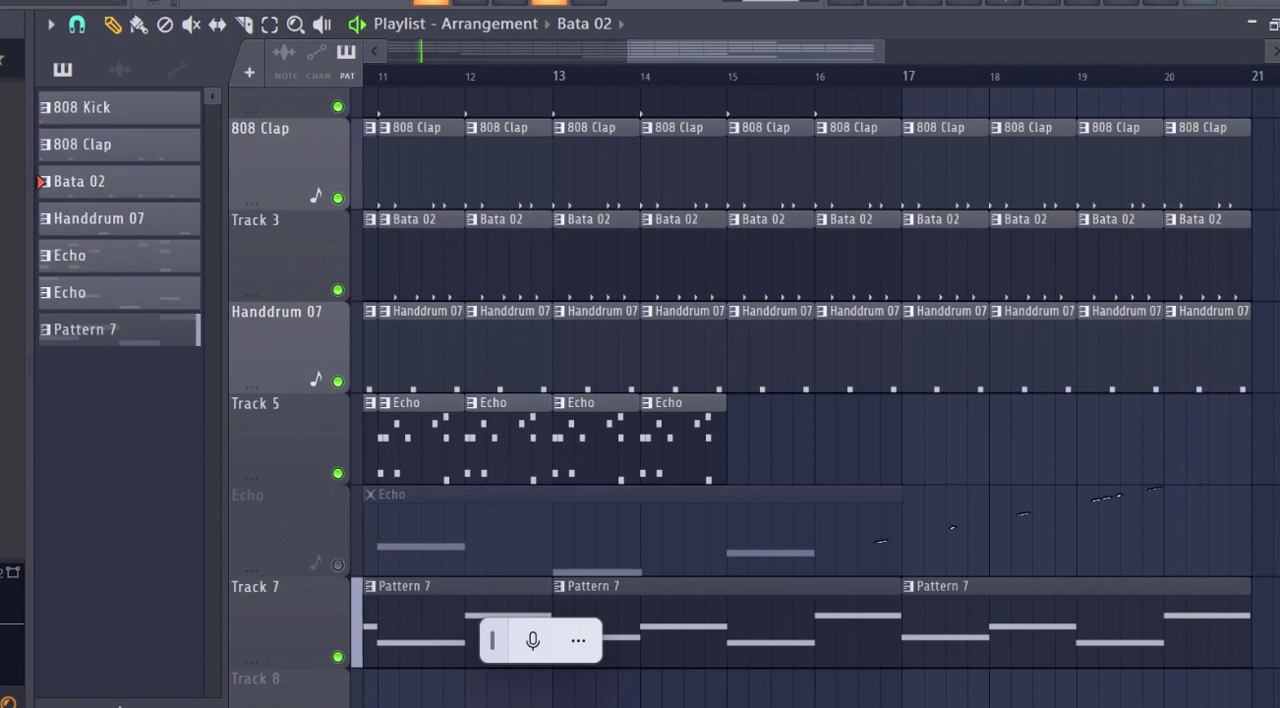 Playlist - Arrangement Bata 02
NOTE CHAN PAT
11 12 13 14 15 16 17 18 19 20 21
808 Kick
808 Clap
Bata 02
Handdrum 07
Echo
Echo
Pattern 7
808 Clap
808 Clap 808 Clap 808 Clap 808 Clap 808 Clap 808 Clap 808 Clap 808 Clap 808 Clap 808 Clap
Track 3
Bata 02 Bata 02 Bata 02 Bata 02 Bata 02 Bata 02 Bata 02 Bata 02 Bata 02 Bata 02
Handdrum 07
Handdrum 07 Handdrum 07 Handdrum 07 Handdrum 07 Handdrum 07 Handdrum 07 Handdrum 07 Handdrum 07 Handdrum 07 Handdrum 07
Track 5
Echo Echo Echo Echo
Echo
Echo
Track 7
Pattern 7 Pattern 7 Pattern 7
Track 8